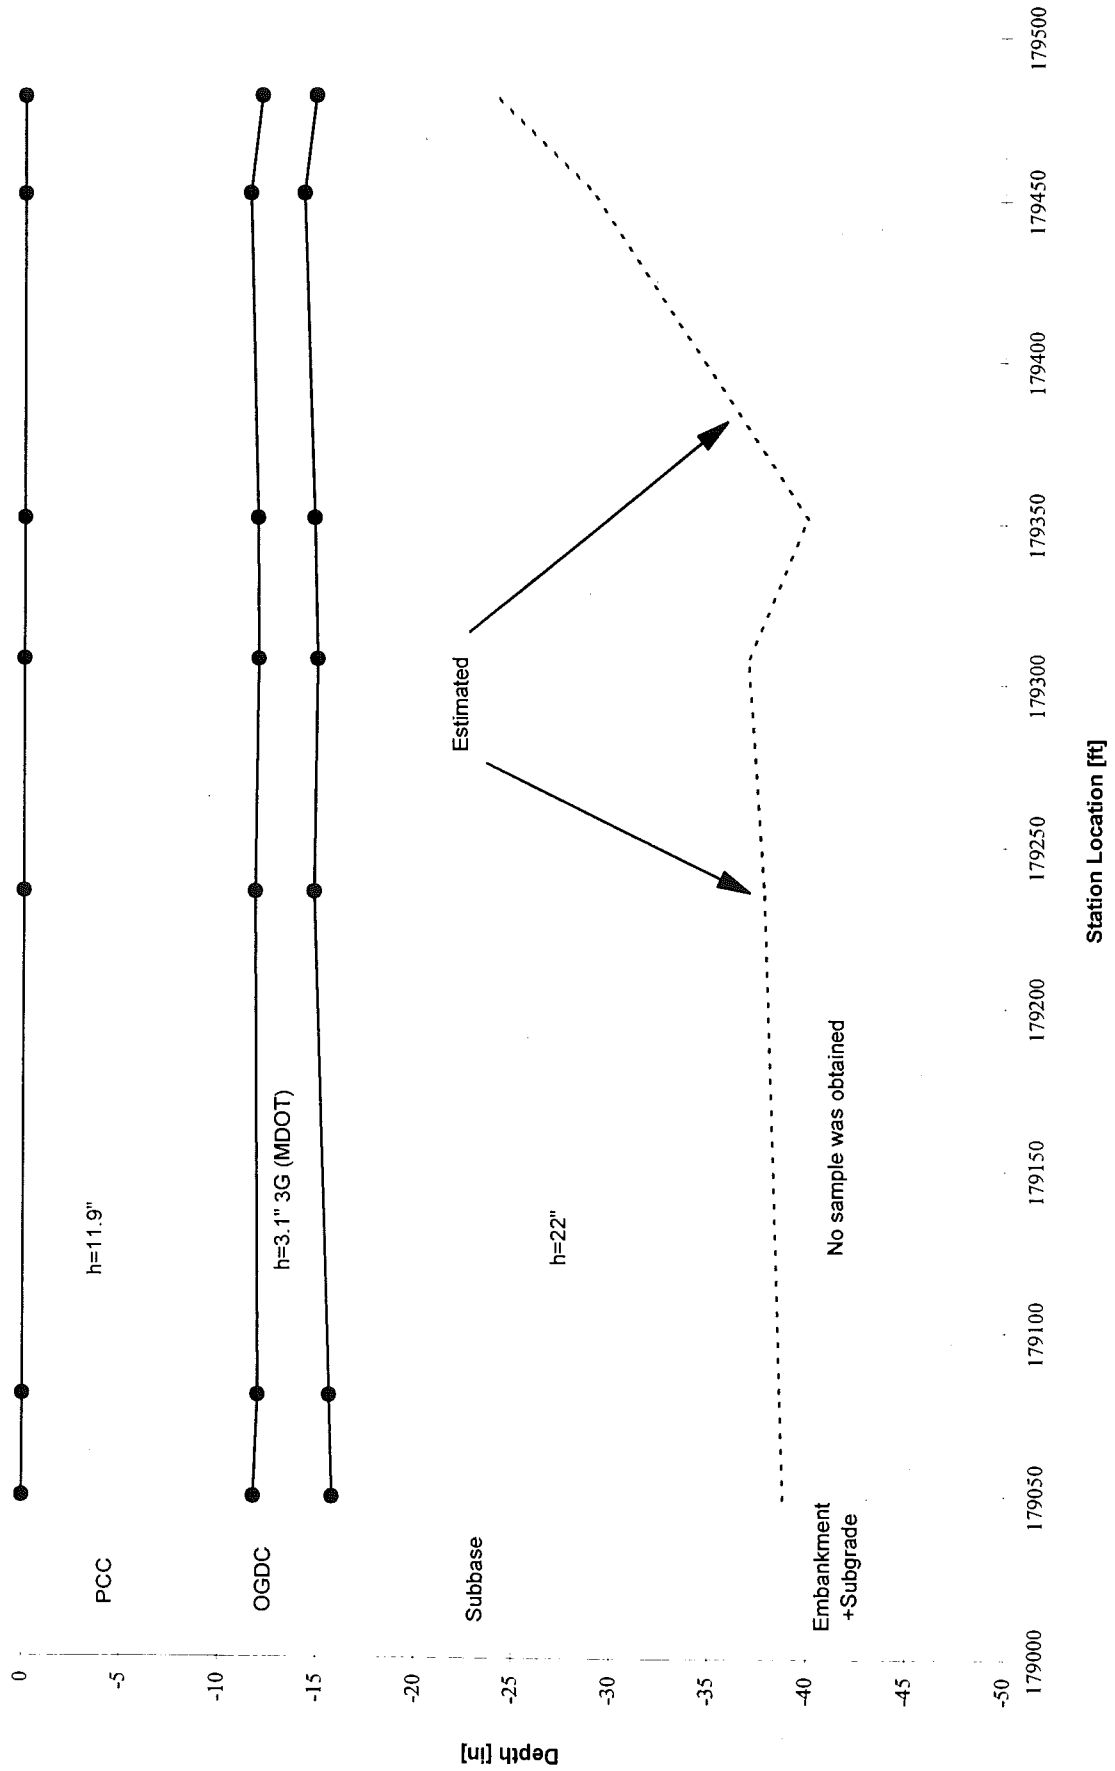 0
-5
-10
-15
-20
-25
-30
-35
-40
-45
-50
Depth [in]
PCC
OGDC
Subbase
Embankment
+Subgrade
h=11.9"
h=3.1" 3G (MDOT)
h=22"
No sample was obtained
Estimated
179000
179050
179100
179150
179200
179250
179300
179350
179400
179450
179500
Station Location [ft]